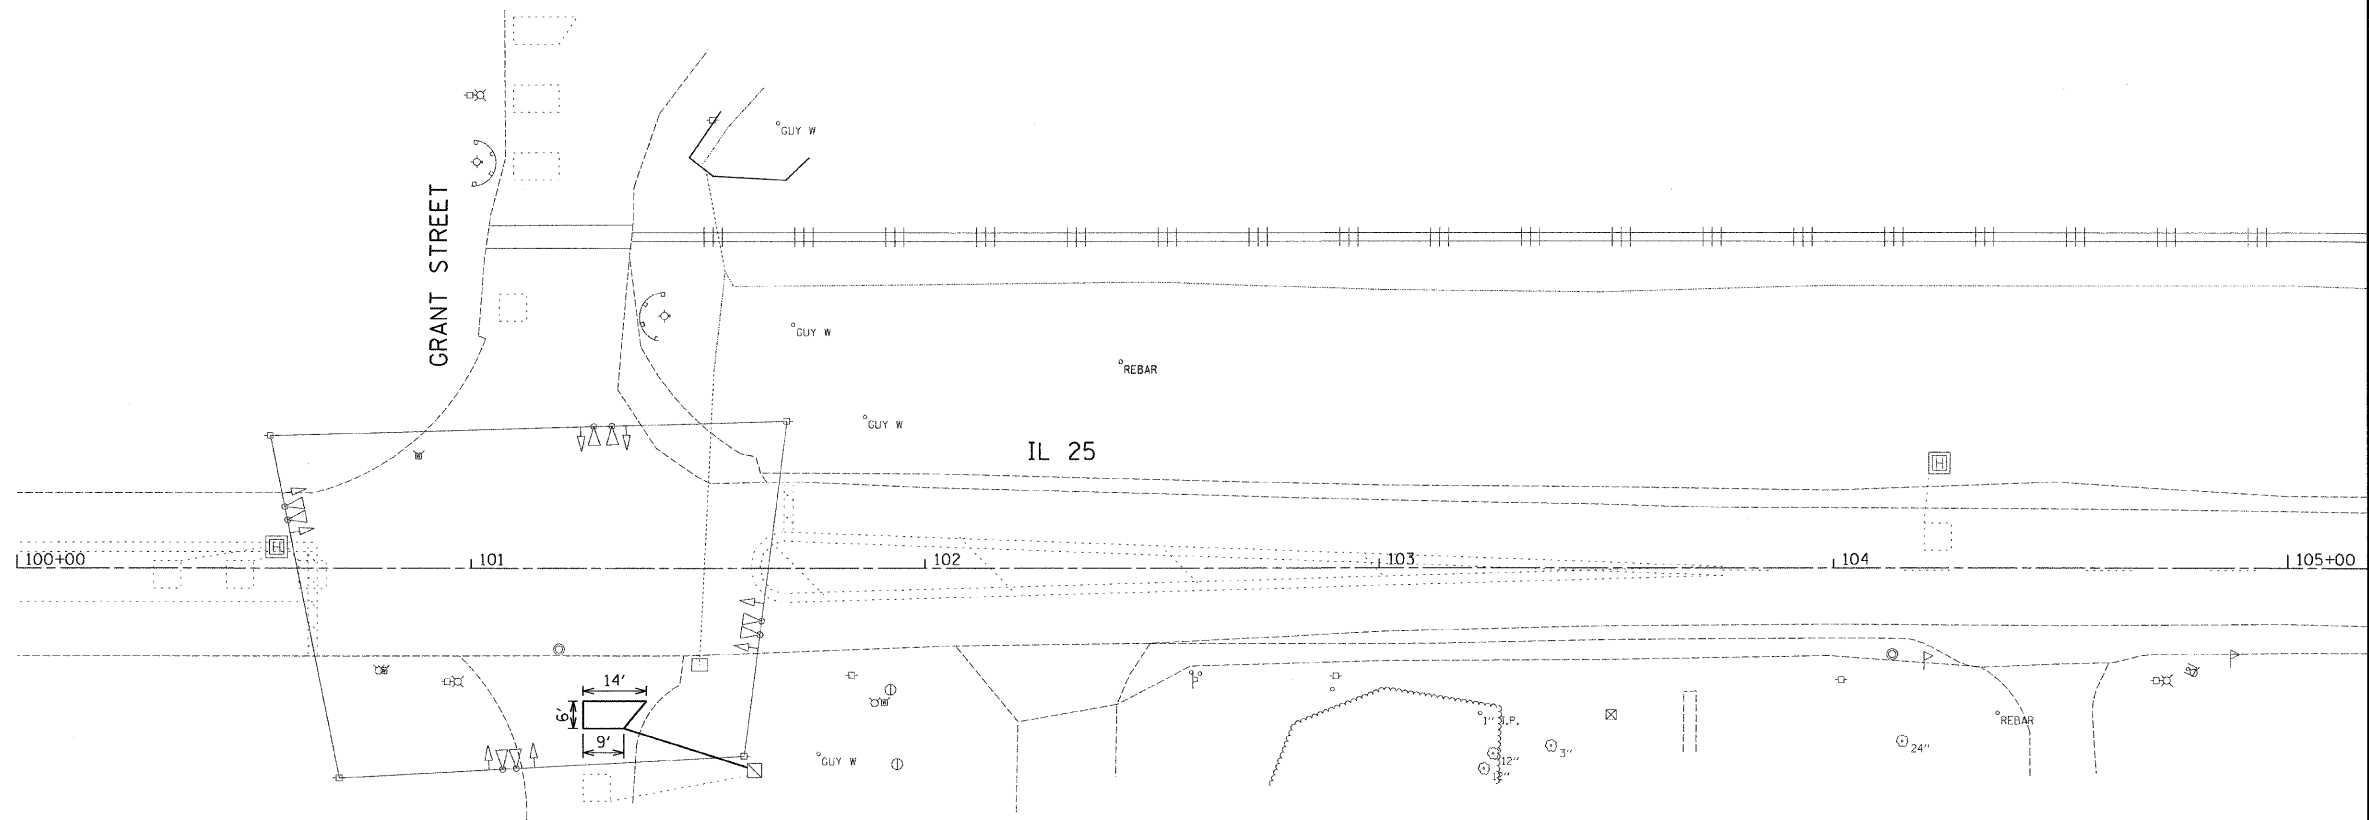 GUY W
GRANT STREET
GUY W
REBAR
GUY W
IL 25
H
H
100+00
101
102
103
104
105+00
14'
6'
9'
1" I.P.
REBAR
GUY W
12"
3"
24"
12"